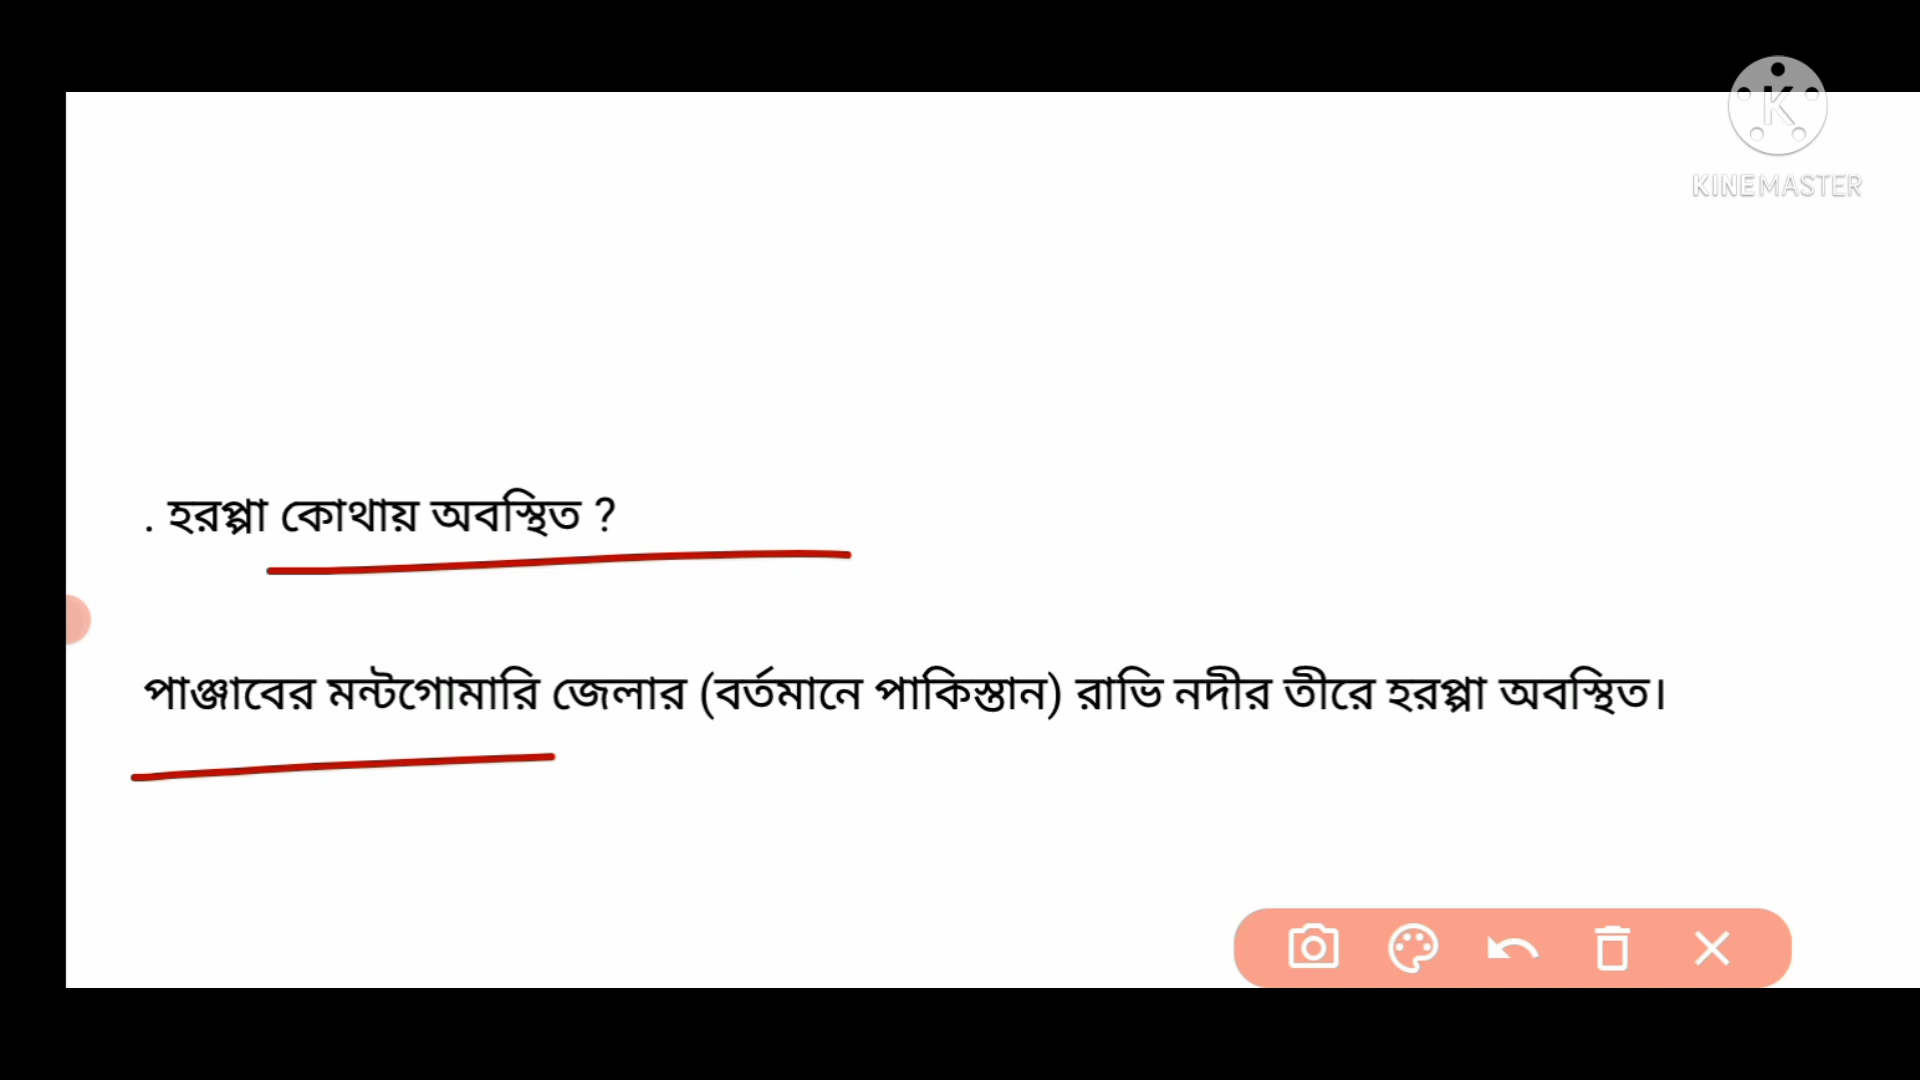 KINEMASTER
. হরপ্পা কোথায় অবস্থিত ?
পাঞ্জাবের মন্টগোমারি জেলার (বর্তমানে পাকিস্তান) রাভি নদীর তীরে হরপ্পা অবস্থিত।